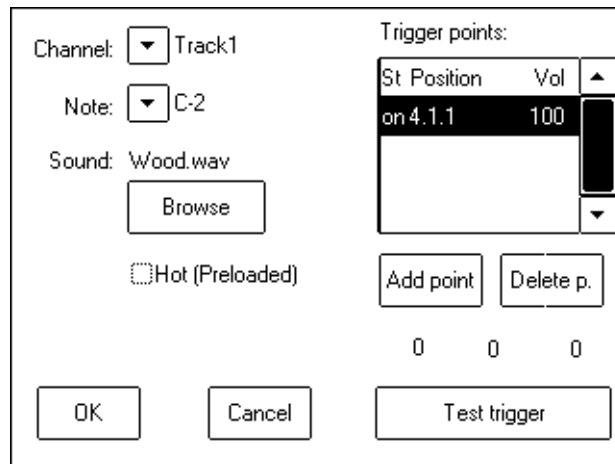 Channel: Track1
Note: C-2
Sound: Wood.wav
Browse
Hot (Preloaded)
Trigger points:
St Position Vol
on 4.1.1 100
Add point Delete p.
0 0 0
OK Cancel Test trigger